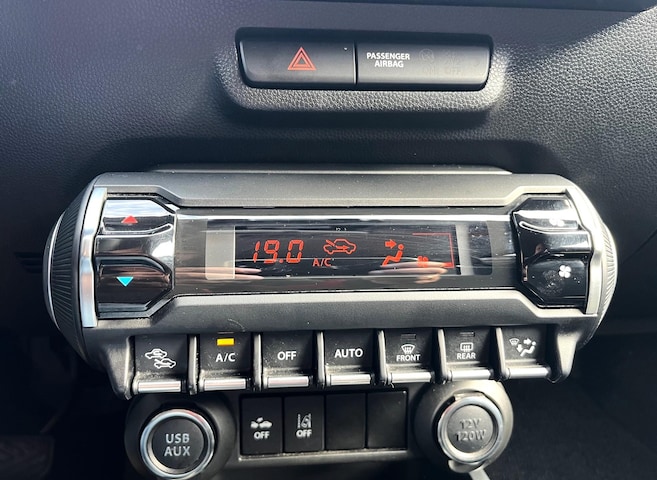 PASSENGER
AIRBAG
19.0
A/C
A/C
OFF
AUTO
FRONT
REAR
USB
AUX
OFF
OFF
12V
120W